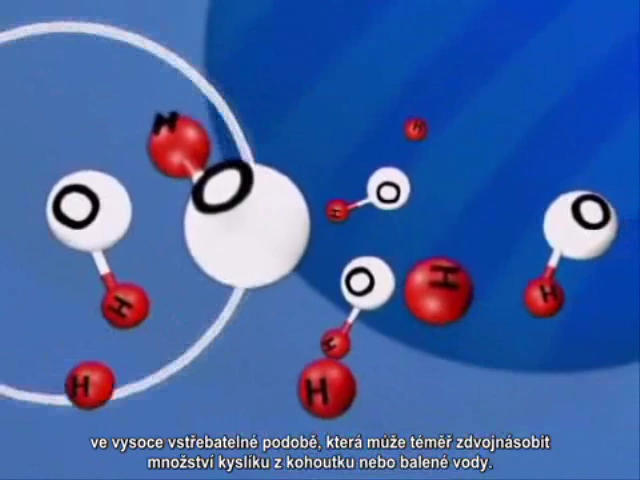 H
H
O
O
H
O
O
H
H
O
H
H
H
H
ve vysoce vstřebatelné podobě, která může téměř zdvojnásobit
množství kyslíku z kohoutku nebo balené vody.